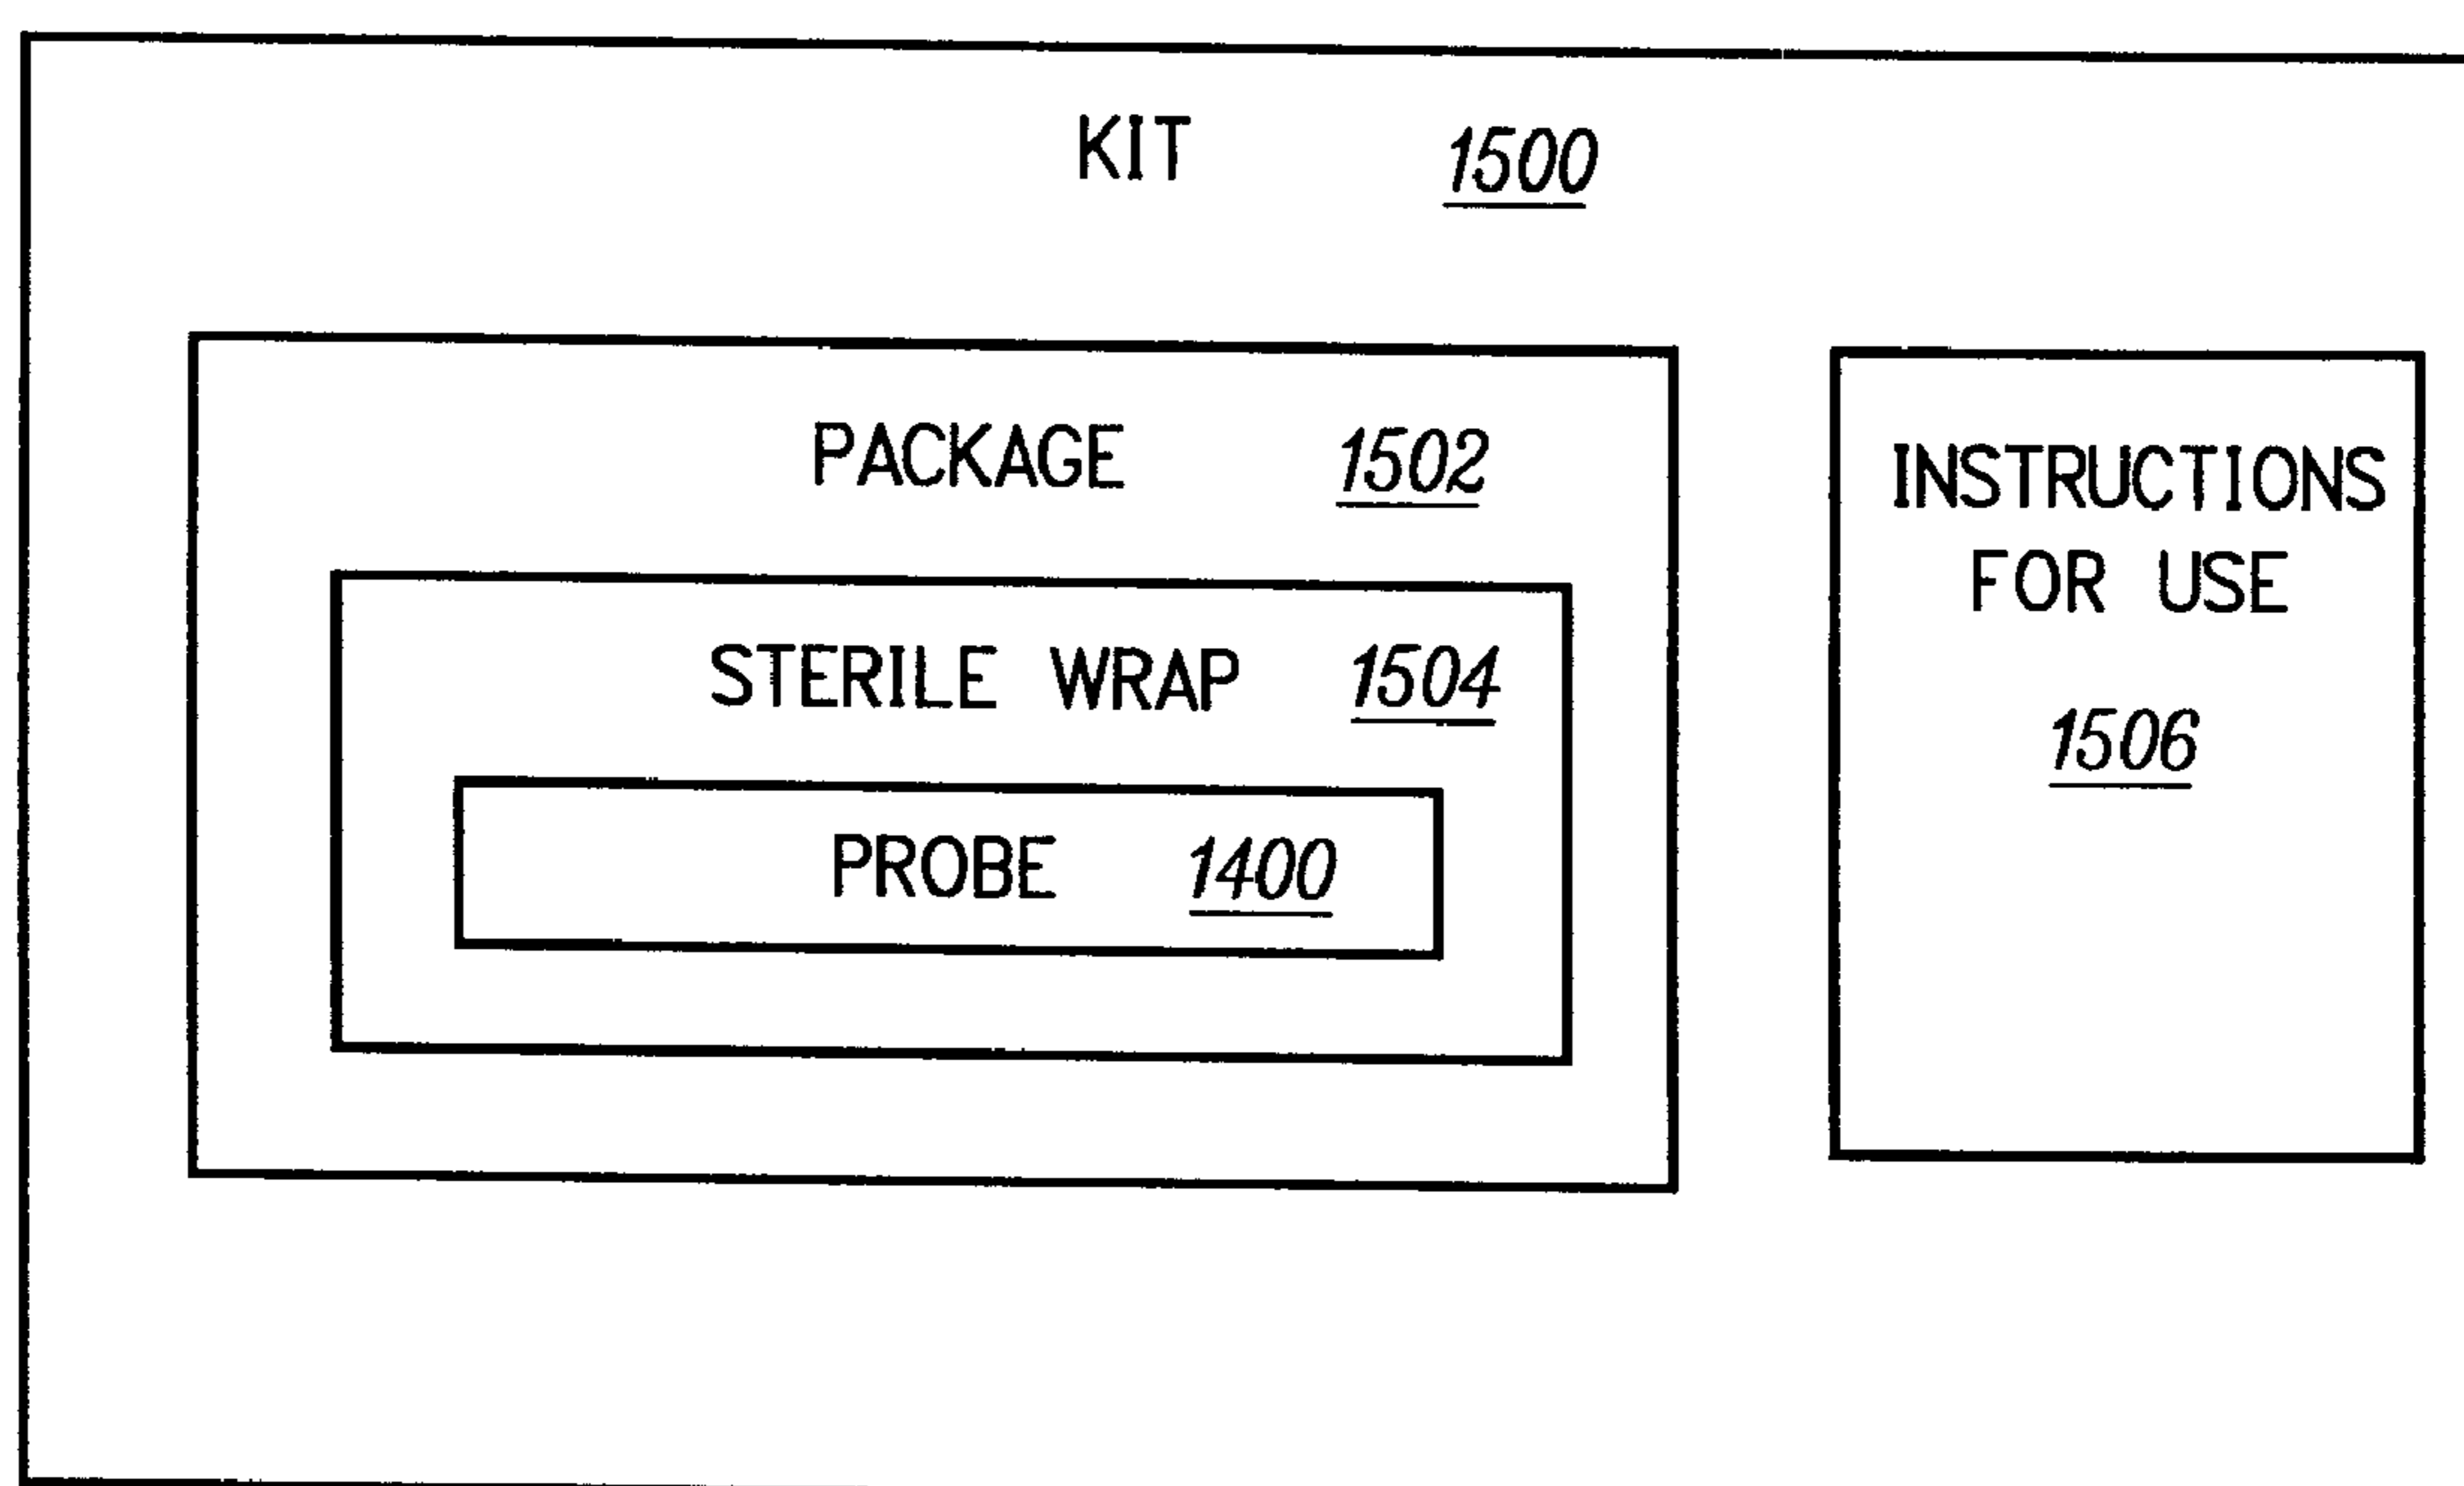 KIT 1500
PACKAGE 1502
STERILE WRAP 1504
PROBE 1400
INSTRUCTIONS
FOR USE
1506